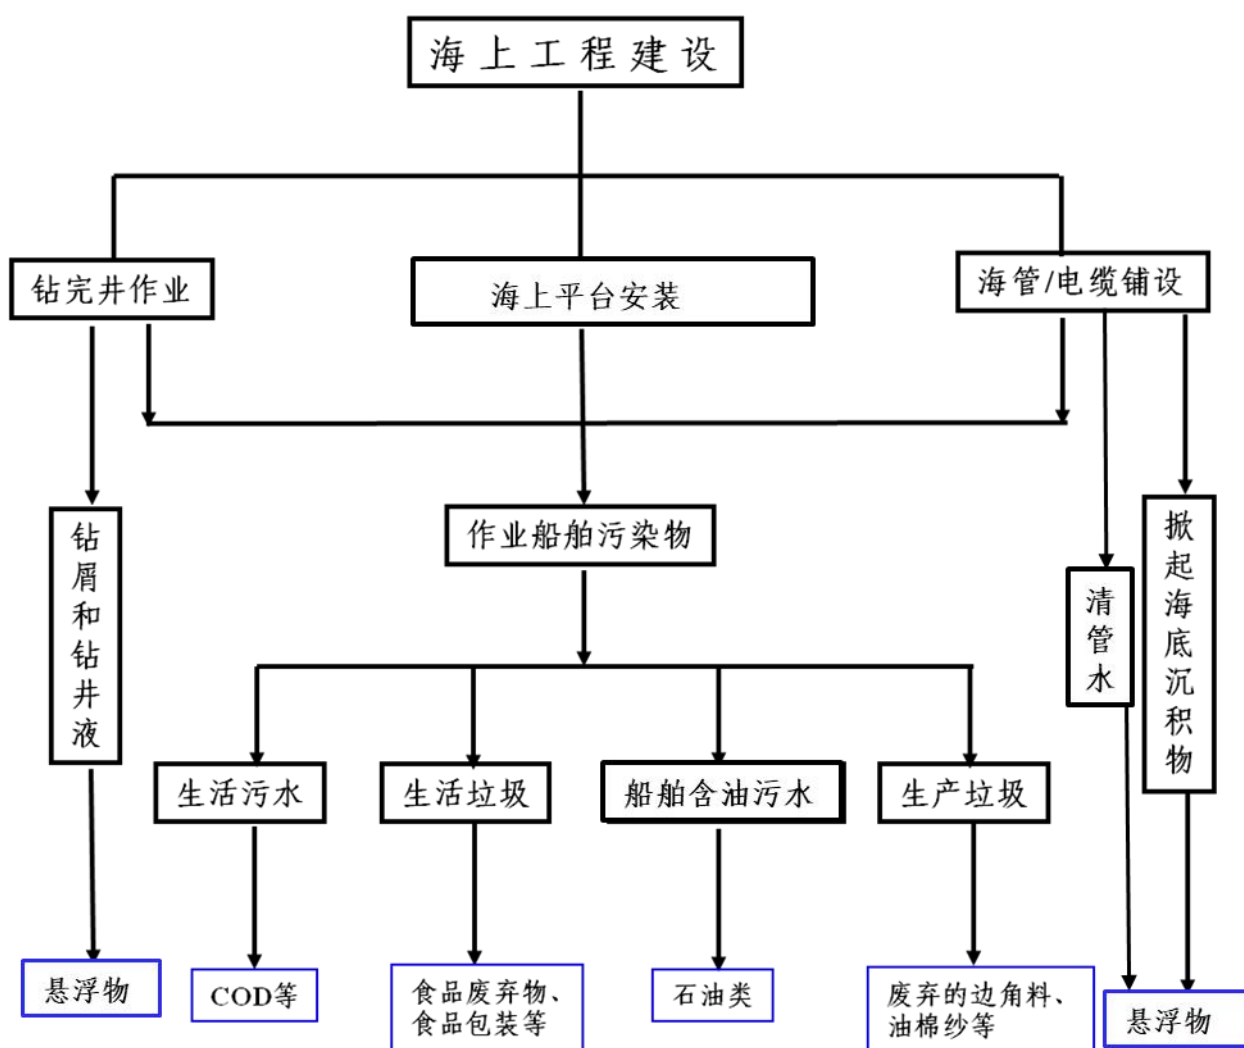 海上工程建设
钻完井作业
海上平台安装
海管/电缆铺设
钻屑和钻井液
作业船舶污染物
清管水
掀起海底沉积物
生活污水
生活垃圾
船舶含油污水
生产垃圾
悬浮物
COD等
食品废弃物、
食品包装等
石油类
废弃的边角料、
油棉纱等
悬浮物